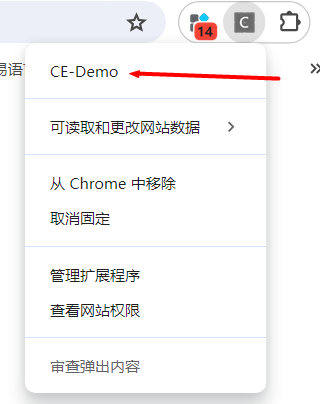 14
C
易语
CE-Demo
可读取和更改网站数据
从 Chrome 中移除
取消固定
管理扩展程序
查看网站权限
审查弹出内容